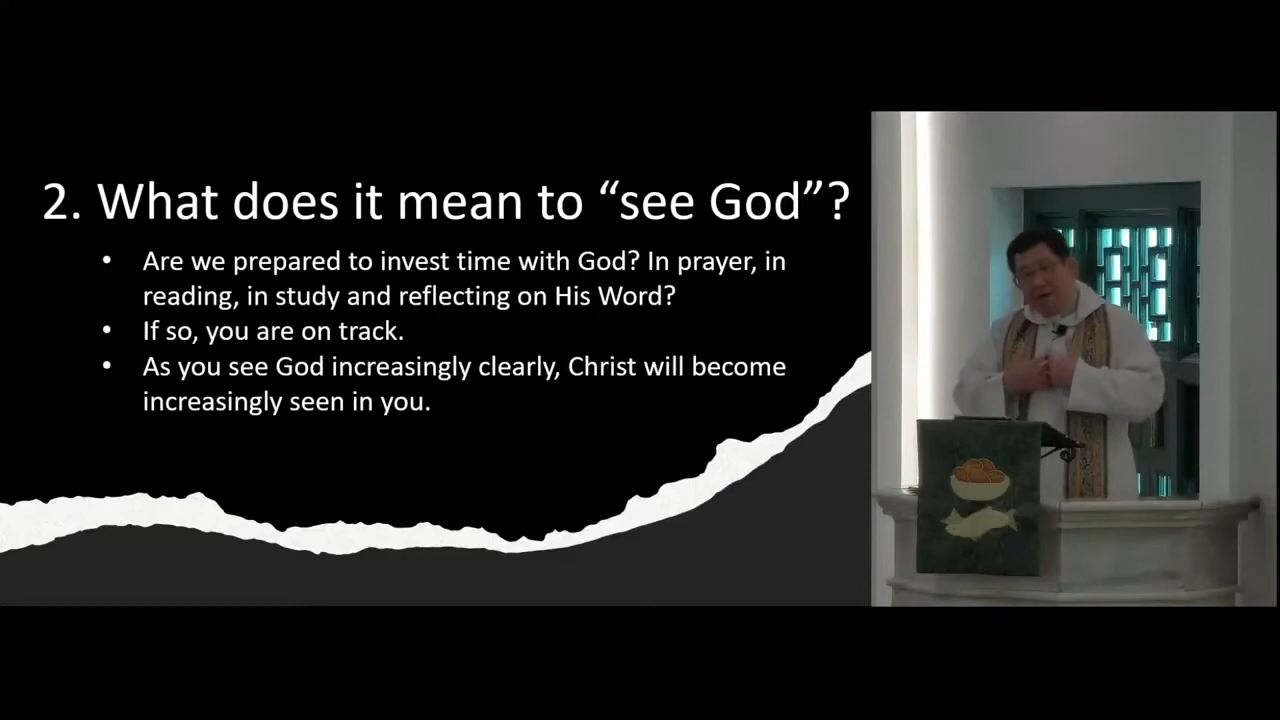 2. What does it mean to “see God”?
• Are we prepared to invest time with God? In prayer, in
reading, in study and reflecting on His Word?
• If so, you are on track.
• As you see God increasingly clearly, Christ will become
increasingly seen in you.